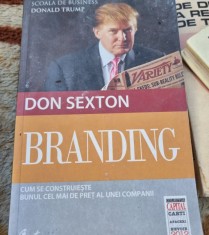 ȘCOALA DE BUSINESS
DONALD TRUMP
VARIETY
DON SEXTON
BRANDING
CUM SE CONSTRUIEȘTE
BUNUL CEL MAI DE PREȚ AL UNEI COMPANII
CAPITAL
CĂRȚI